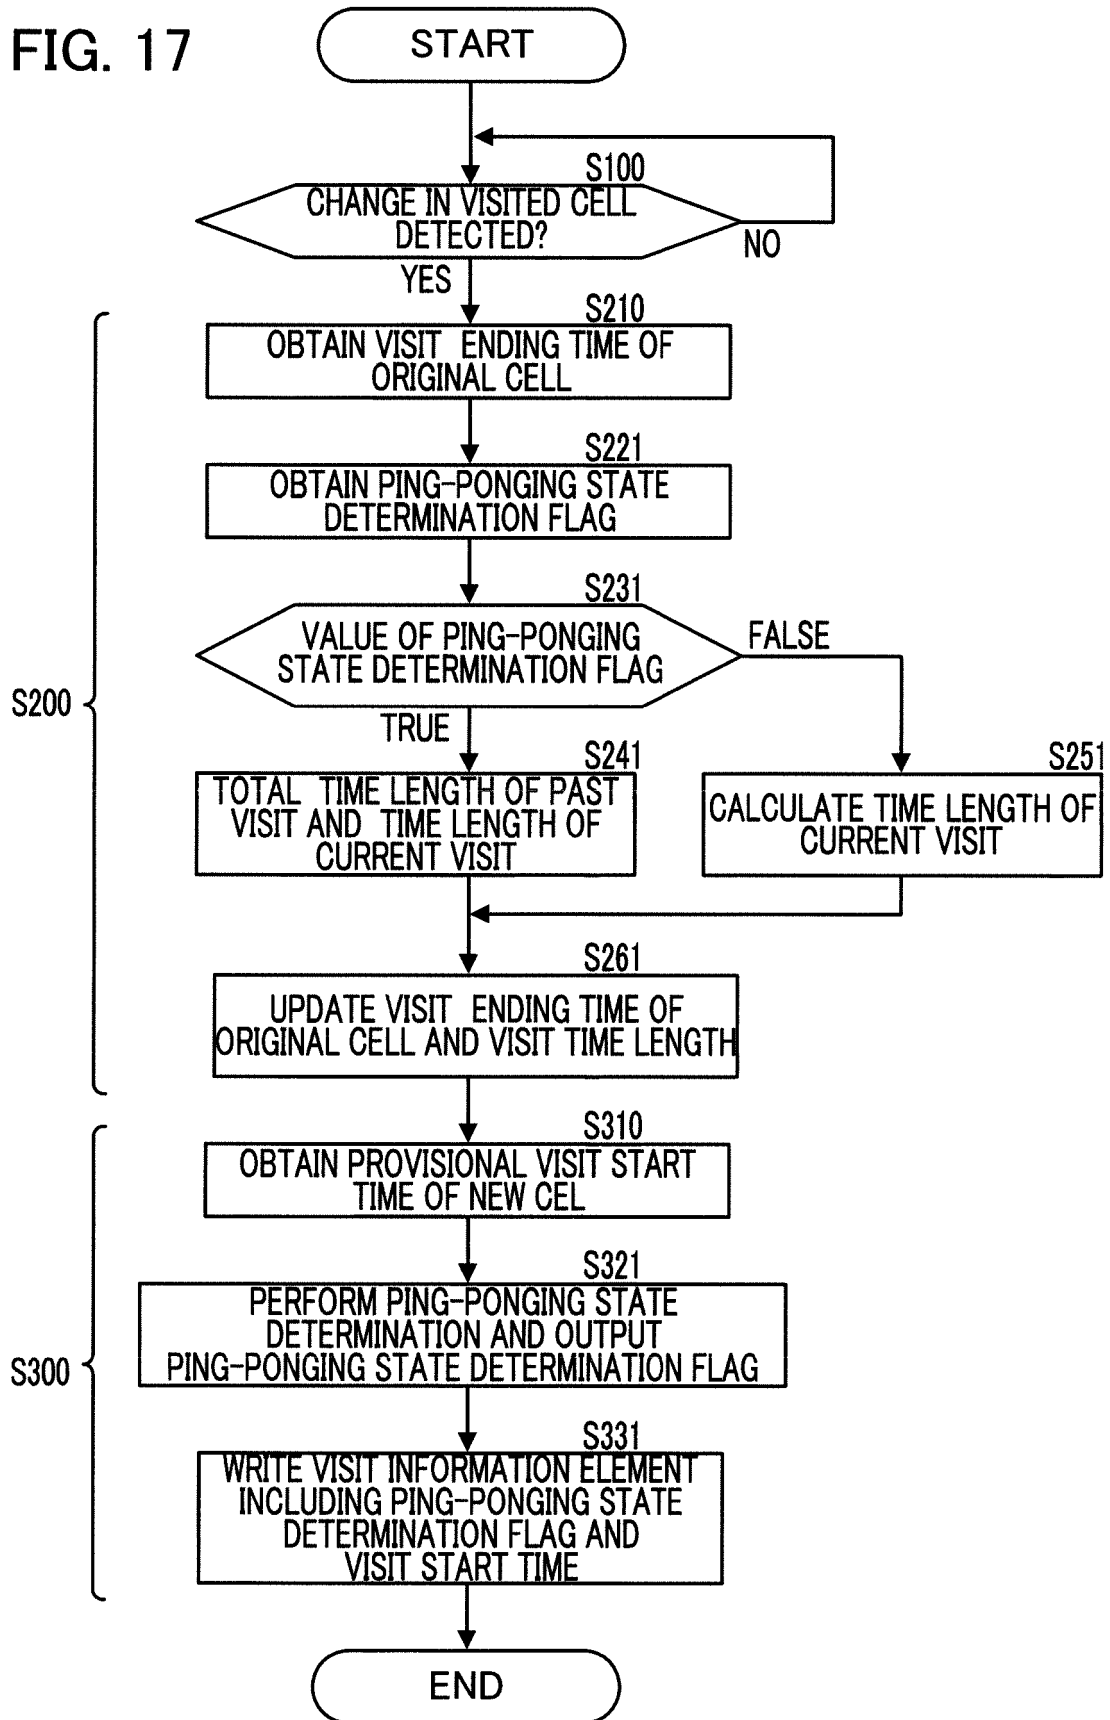 FIG. 17
START
S100
CHANGE IN VISITED CELL
DETECTED?
NO
YES
S200
S210
OBTAIN VISIT ENDING TIME OF
ORIGINAL CELL
S221
OBTAIN PING-PONGING STATE
DETERMINATION FLAG
S231
VALUE OF PING-PONGING
STATE DETERMINATION FLAG
FALSE
TRUE
S241
TOTAL TIME LENGTH OF PAST
VISIT AND TIME LENGTH OF
CURRENT VISIT
S251
CALCULATE TIME LENGTH OF
CURRENT VISIT
S261
UPDATE VISIT ENDING TIME OF
ORIGINAL CELL AND VISIT TIME LENGTH
S300
S310
OBTAIN PROVISIONAL VISIT START
TIME OF NEW CEL
S321
PERFORM PING-PONGING STATE
DETERMINATION AND OUTPUT
PING-PONGING STATE DETERMINATION FLAG
S331
WRITE VISIT INFORMATION ELEMENT
INCLUDING PING-PONGING STATE
DETERMINATION FLAG AND
VISIT START TIME
END